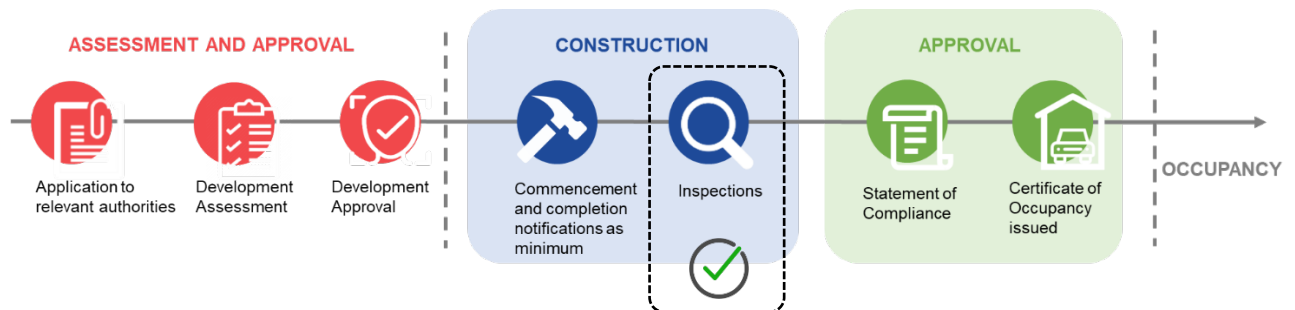 ASSESSMENT AND APPROVAL
CONSTRUCTION
APPROVAL
Application to
relevant authorities
Development
Assessment
Development
Approval
Commencement
and completion
notifications as
minimum
Inspections
Statement of
Compliance
Certificate of
Occupancy
issued
OCCUPANCY